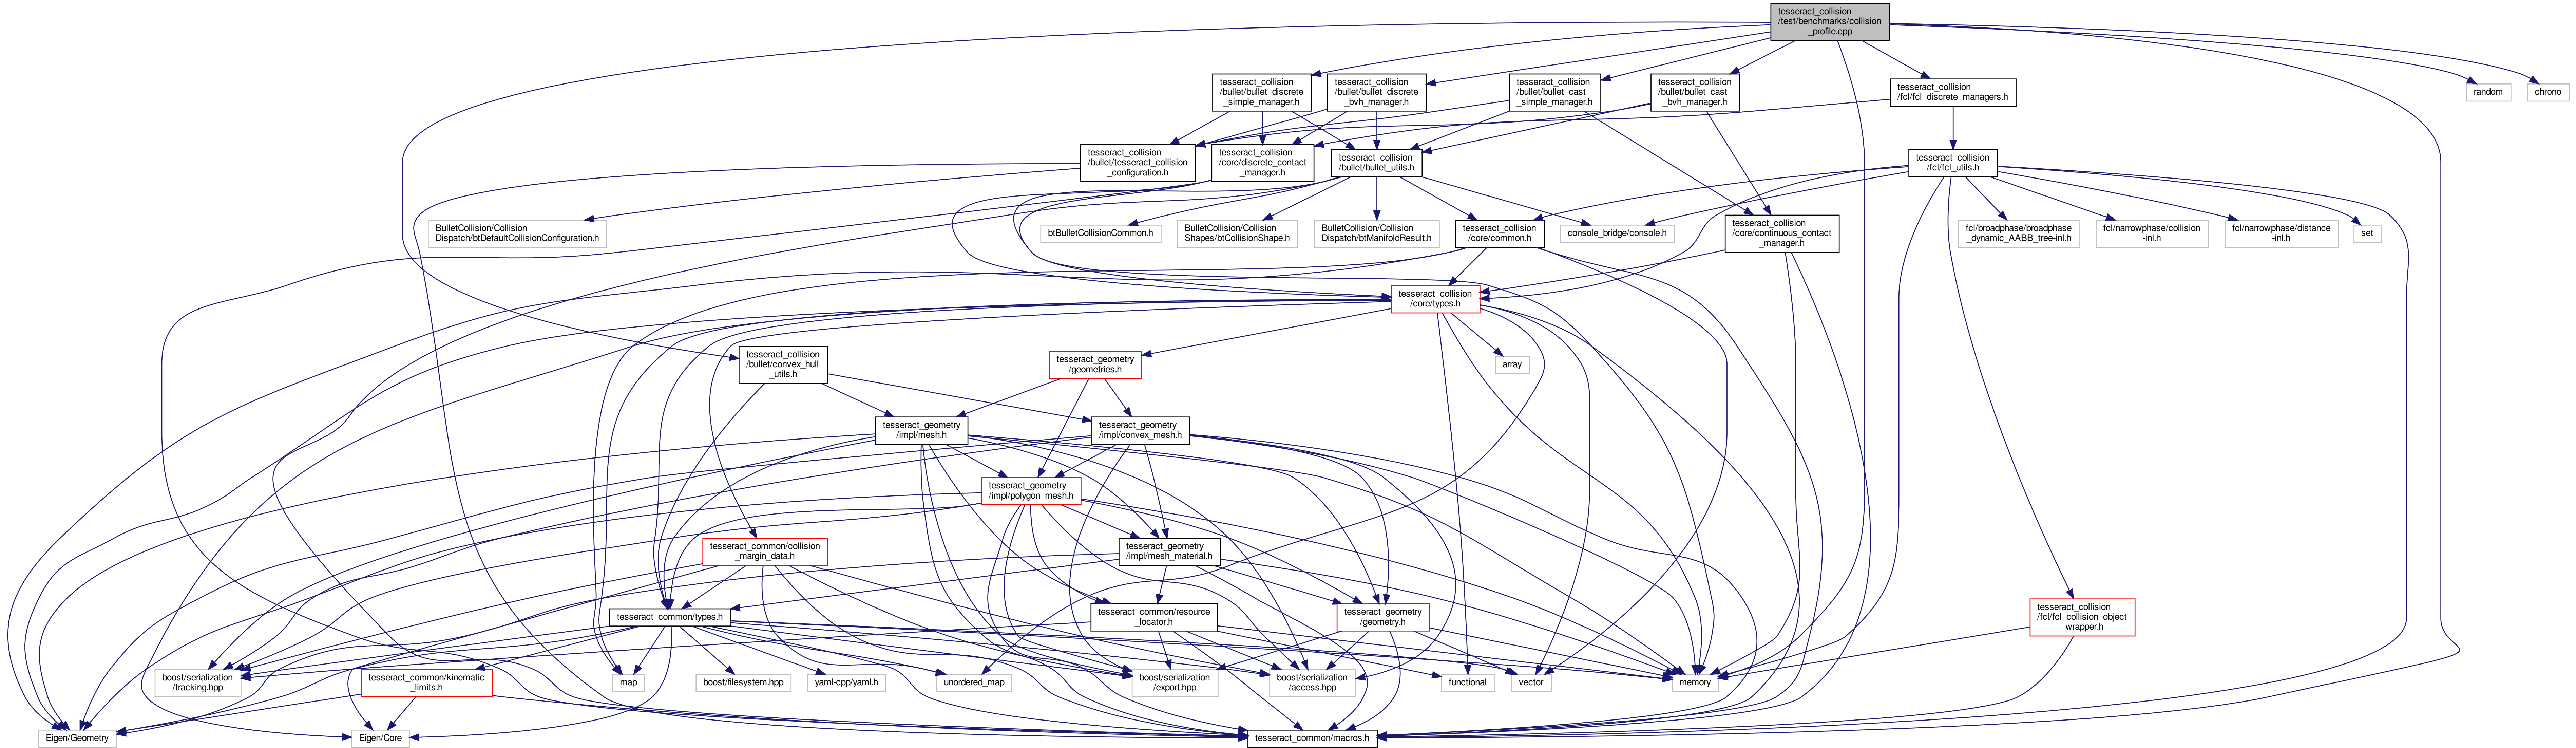 tesseract_collision
/test/benchmarks/collision
_profile.cpp
tesseract_collision
/bullet/bullet_discrete
_simple_manager.h
tesseract_collision
/bullet/bullet_discrete
_bvh_manager.h
tesseract_collision
/bullet/bullet_cast
_simple_manager.h
tesseract_collision
/bullet/bullet_cast
_bvh_manager.h
tesseract_collision
/fcl/fcl_discrete_managers.h
random
chrono
tesseract_collision
/bullet/tesseract_collision
_configuration.h
tesseract_collision
/core/discrete_contact
_manager.h
tesseract_collision
/bullet/bullet_utils.h
tesseract_collision
/fcl/fcl_utils.h
BulletCollision/Collision
Dispatch/btDefaultCollisionConfiguration.h
btBulletCollisionCommon.h
BulletCollision/Collision
Shapes/btCollisionShape.h
BulletCollision/Collision
Dispatch/btManifoldResult.h
tesseract_collision
/core/common.h
console_bridge/console.h
tesseract_collision
/core/continuous_contact
_manager.h
fcl/broadphase/broadphase
_dynamic_AABB_tree-inl.h
fcl/narrowphase/collision
-inl.h
fcl/narrowphase/distance
-inl.h
set
tesseract_collision
/core/types.h
tesseract_collision
/bullet/convex_hull
_utils.h
tesseract_geometry
/geometries.h
array
tesseract_geometry
/impl/mesh.h
tesseract_geometry
/impl/convex_mesh.h
tesseract_geometry
/impl/polygon_mesh.h
tesseract_common/collision
_margin_data.h
tesseract_geometry
/impl/mesh_material.h
tesseract_common/types.h
tesseract_common/resource
_locator.h
tesseract_geometry
/geometry.h
tesseract_collision
/fcl/fcl_collision_object
_wrapper.h
boost/serialization
/tracking.hpp
tesseract_common/kinematic
_limits.h
map
boost/filesystem.hpp
yaml-cpp/yaml.h
unordered_map
boost/serialization
/export.hpp
boost/serialization
/access.hpp
functional
vector
memory
Eigen/Geometry
Eigen/Core
tesseract_common/macros.h